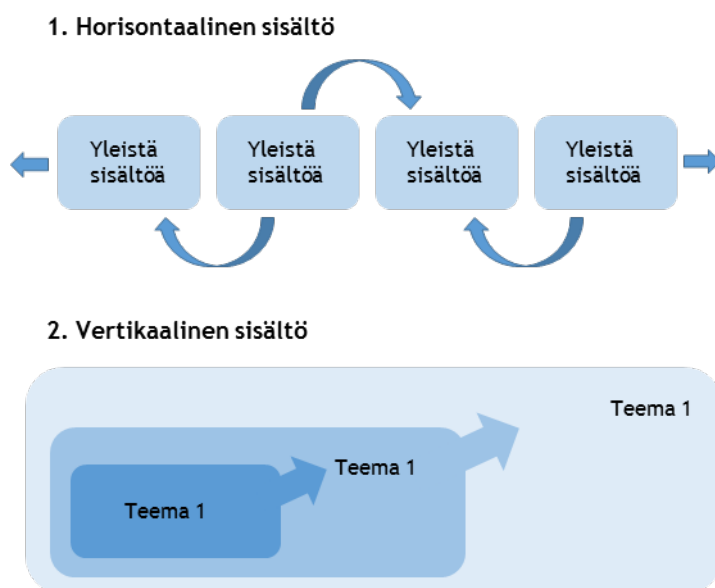 1. Horisontaalinen sisältö
Yleistä
sisältöä
Yleistä
sisältöä
Yleistä
sisältöä
Yleistä
sisältöä
2. Vertikaalinen sisältö
Teema 1
Teema 1
Teema 1